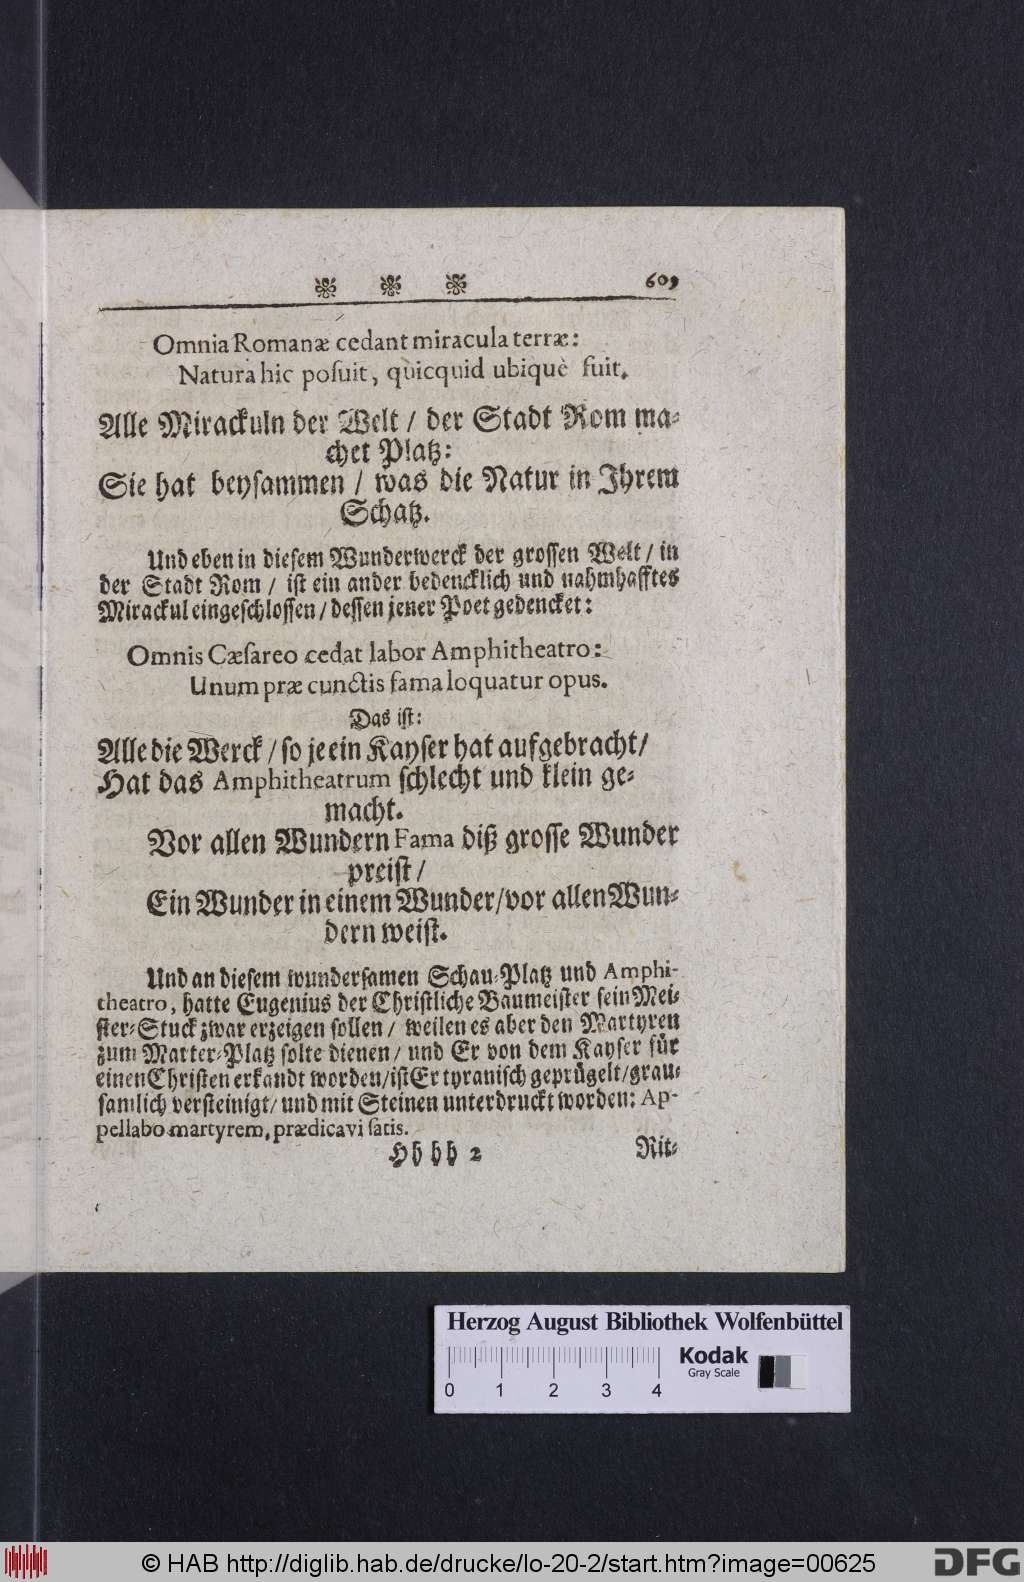 609
Omnia Romanæ cedant miracula terræ:
Natura hic poſuit, quicquid ubiquè fuit.
Alle Mirackuln der Welt / der Stadt Rom ma⸗
chet Platz:
Sie hat beyſammen / was die Natur in Ihrem
Schatz.
Und eben in dieſem Wunderwerck der groſſen Welt / in
der Stadt Rom / iſt ein ander bedencklich und nahmhafftes
Mirackul eingeſchloſſen / deſſen jener Poet gedencket:
Omnis Cæſareo cedat labor Amphitheatro:
Unum præ cunctis fama loquatur opus.
Das iſt:
Alle die Werck / ſo je ein Kayſer hat aufgebracht /
Hat das Amphitheatrum ſchlecht und klein ge⸗
macht.
Vor allen Wundern Fama diß groſſe Wunder
preiſt /
Ein Wunder in einem Wunder / vor allen Wun⸗
dern weiſt.
Und an dieſem wunderſamen Schau⸗Platz und Amphi-
theatro, hatte Eugenius der Chriſtliche Baumeiſter ſein Mei⸗
ſter⸗Stuck zwar erzeigen ſollen / weilen es aber den Martyren
zum Marter⸗Platz ſolte dienen / und Er von dem Kayſer für
einen Chriſten erkandt worden / iſt Er tyraniſch geprügelt / grau⸗
ſamlich verſteinigt / und mit Steinen unterdruckt worden: Ap-
pellabo martyrem, prædicavi ſatis.
Hhhh 2
Rit⸗
Herzog August Bibliothek Wolfenbüttel
Kodak
Gray Scale
0 1 2 3 4
© HAB http://diglib.hab.de/drucke/lo-20-2/start.htm?image=00625
DFG